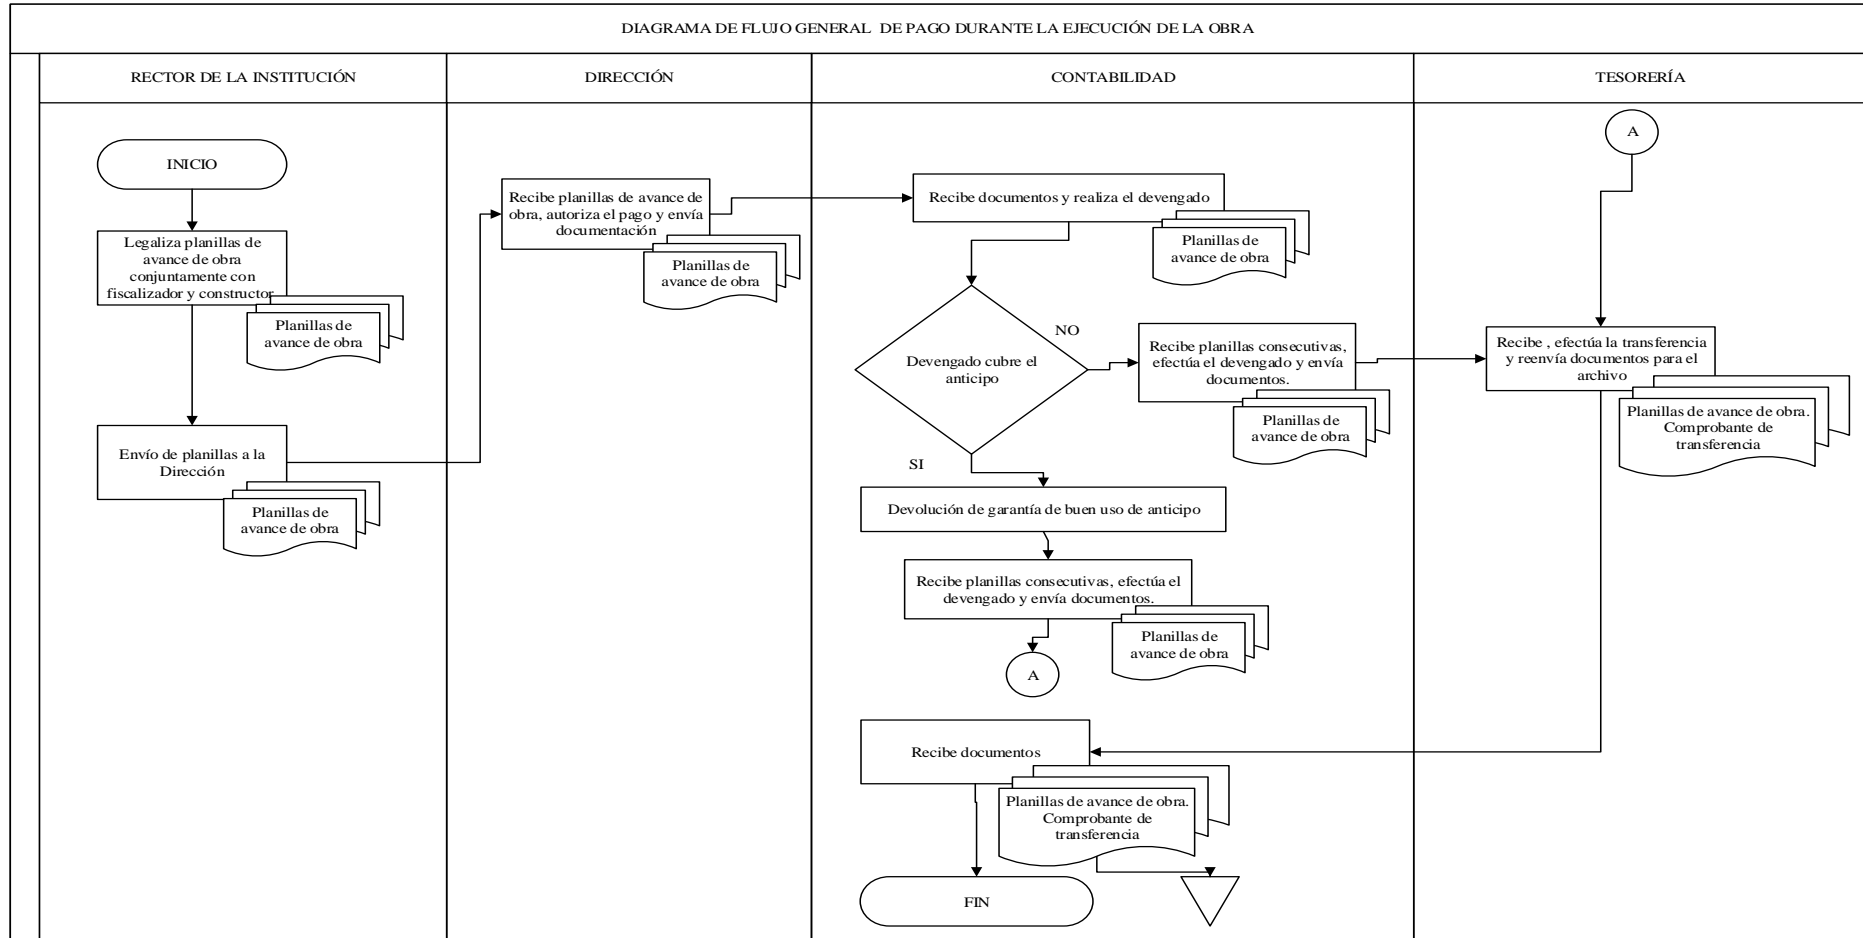 DIAGRAMA DE FLUJO GENERAL DE PAGO DURANTE LA EJECUCIÓN DE LA OBRA
RECTOR DE LA INSTITUCIÓN
DIRECCIÓN
CONTABILIDAD
TESORERÍA
INICIO
Legaliza planillas de
avance de obra
conjuntamente con
fiscalizador y constructor
Planillas de
avance de obra
Envío de planillas a la
Dirección
Planillas de
avance de obra
Recibe planillas de avance de
obra, autoriza el pago y envía
documentación
Planillas de
avance de obra
Recibe documentos y realiza el devengado
Planillas de
avance de obra
Devengado cubre el
anticipo
NO
Recibe planillas consecutivas,
efectúa el devengado y envía
documentos.
Planillas de
avance de obra
SI
Devolución de garantía de buen uso de anticipo
Recibe planillas consecutivas, efectúa el
devengado y envía documentos.
Planillas de
avance de obra
A
A
Recibe , efectúa la transferencia
y reenvía documentos para el
archivo
Planillas de avance de obra.
Comprobante de
transferencia
Recibe documentos
Planillas de avance de obra.
Comprobante de
transferencia
FIN